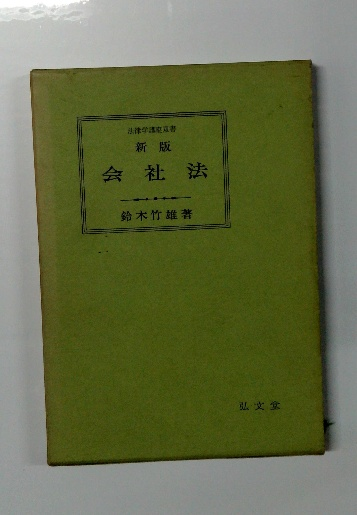 法律学講座双書
新版
会社法
鈴木竹雄著
弘文堂